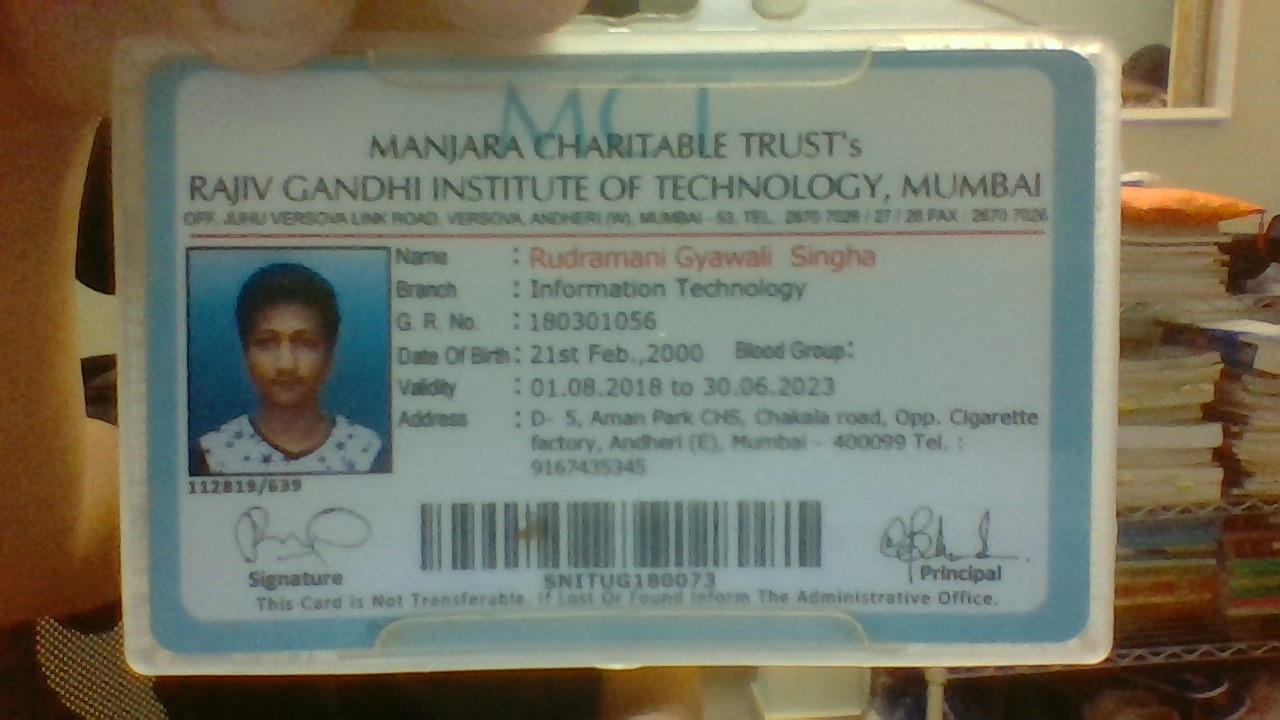 MCT
MANJARA CHARITABLE TRUST's
RAJIV GANDHI INSTITUTE OF TECHNOLOGY, MUMBAI
OFF. JUHU VERSOVA LINK ROAD, VERSOVA, ANDHERI (W), MUMBAI - 53, TEL.: 2670 7026 / 27 / 28 FAX : 2670 7026
Name : Rudramani Gyawali Singha
Branch : Information Technology
G. R. No. : 180301056
Date Of Birth : 21st Feb.,2000 Blood Group:
Validity : 01.08.2018 to 30.06.2023
Address : D- 5, Aman Park CHS, Chakala road, Opp. Cigarette
factory, Andheri (E), Mumbai - 400099 Tel. :
9167435345
112819/639
Signature
Principal
SNITUG180073
This Card is Not Transferable. If Lost Or Found Inform The Administrative Office.